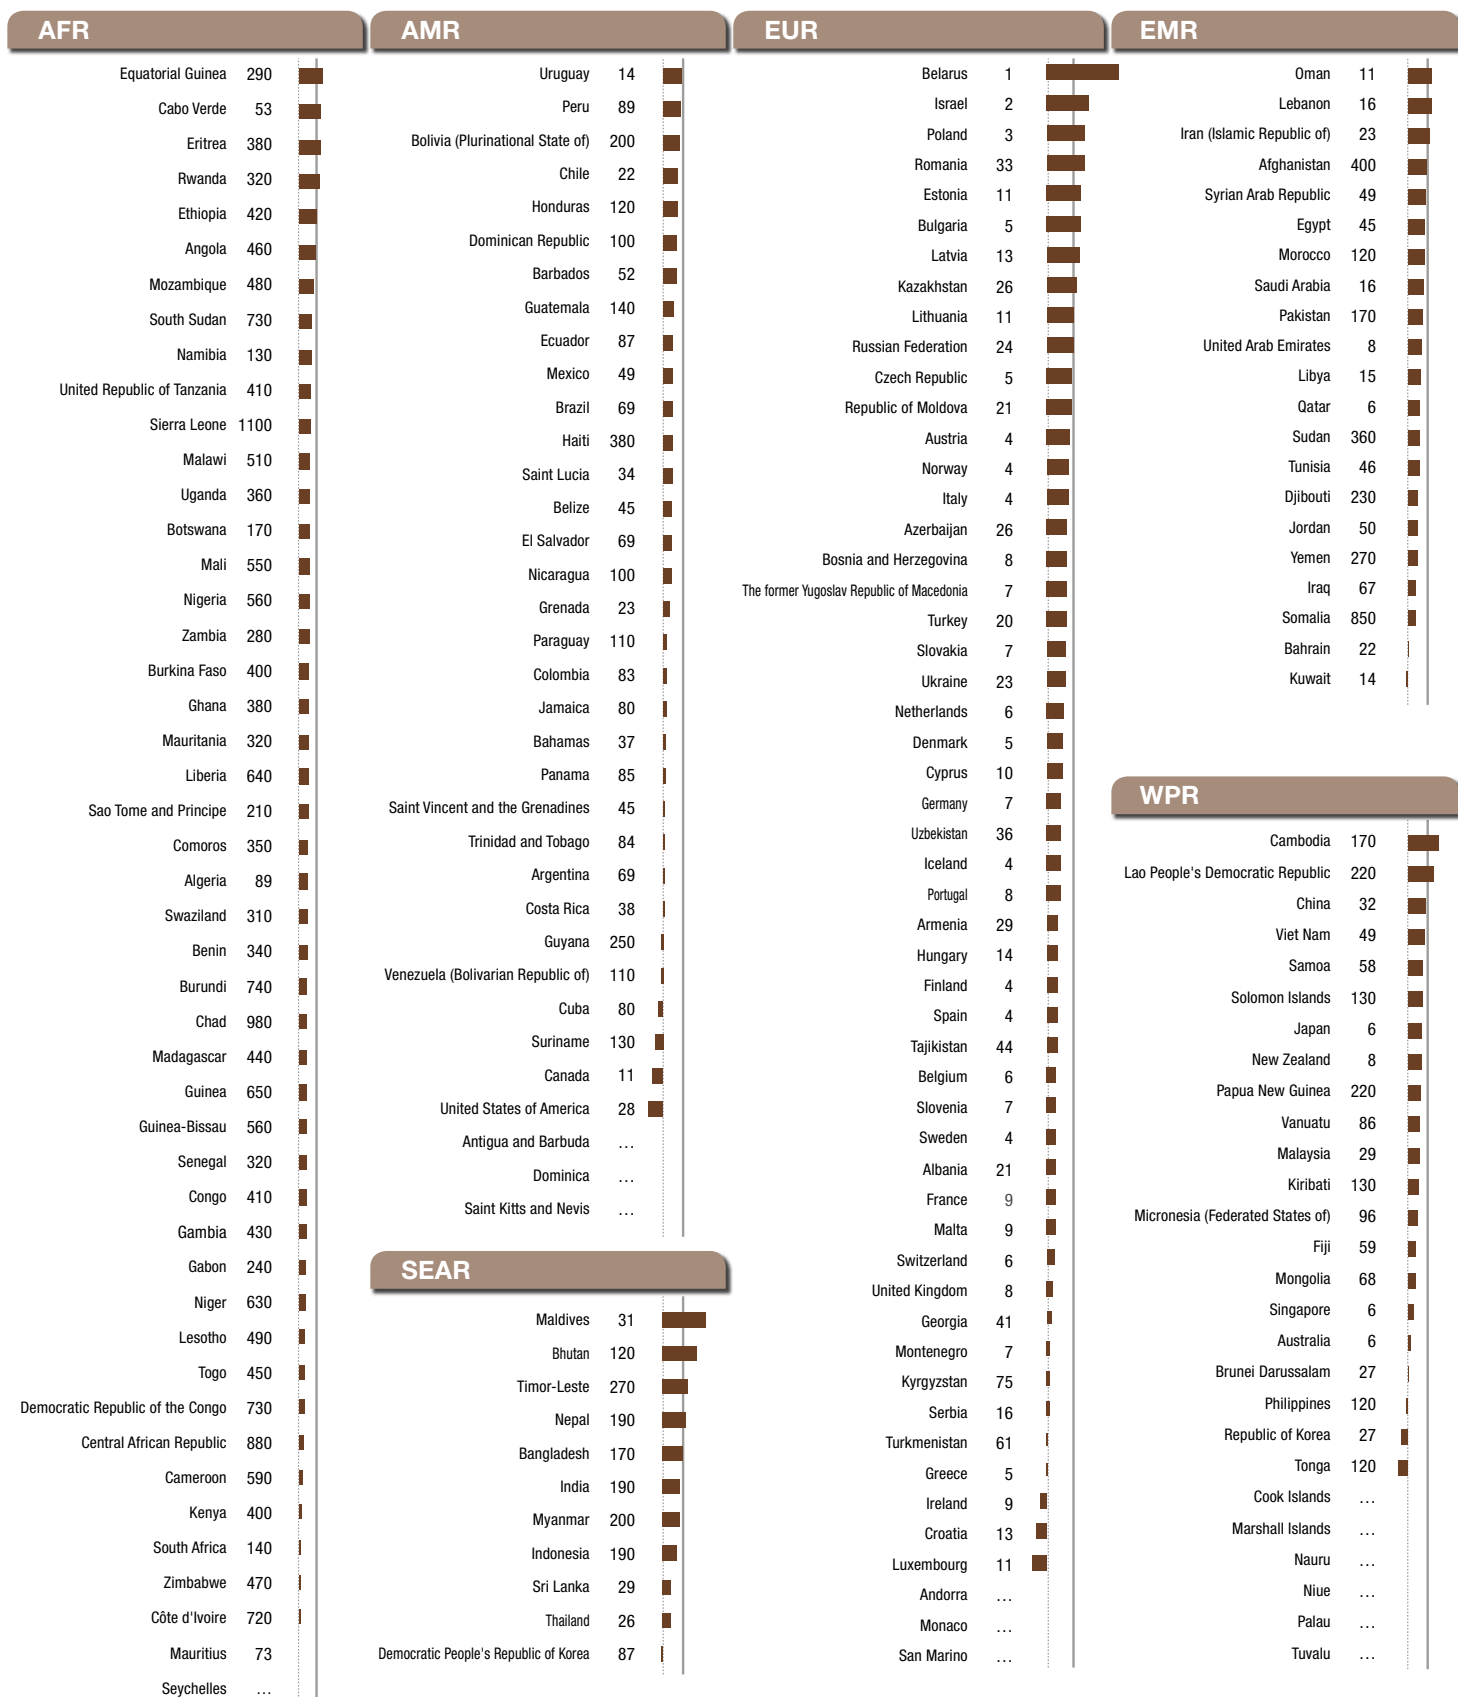 AFR
Equatorial Guinea 290
Cabo Verde 53
Eritrea 380
Rwanda 320
Ethiopia 420
Angola 460
Mozambique 480
South Sudan 730
Namibia 130
United Republic of Tanzania 410
Sierra Leone 1100
Malawi 510
Uganda 360
Botswana 170
Mali 550
Nigeria 560
Zambia 280
Burkina Faso 400
Ghana 380
Mauritania 320
Liberia 640
Sao Tome and Principe 210
Comoros 350
Algeria 89
Swaziland 310
Benin 340
Burundi 740
Chad 980
Madagascar 440
Guinea 650
Guinea-Bissau 560
Senegal 320
Congo 410
Gambia 430
Gabon 240
Niger 630
Lesotho 490
Togo 450
Democratic Republic of the Congo 730
Central African Republic 880
Cameroon 590
Kenya 400
South Africa 140
Zimbabwe 470
Côte d'Ivoire 720
Mauritius 73
Seychelles ...
AMR
Uruguay 14
Peru 89
Bolivia (Plurinational State of) 200
Chile 22
Honduras 120
Dominican Republic 100
Barbados 52
Guatemala 140
Ecuador 87
Mexico 49
Brazil 69
Haiti 380
Saint Lucia 34
Belize 45
El Salvador 69
Nicaragua 100
Grenada 23
Paraguay 110
Colombia 83
Jamaica 80
Bahamas 37
Panama 85
Saint Vincent and the Grenadines 45
Trinidad and Tobago 84
Argentina 69
Costa Rica 38
Guyana 250
Venezuela (Bolivarian Republic of) 110
Cuba 80
Suriname 130
Canada 11
United States of America 28
Antigua and Barbuda ...
Dominica ...
Saint Kitts and Nevis ...
SEAR
Maldives 31
Bhutan 120
Timor-Leste 270
Nepal 190
Bangladesh 170
India 190
Myanmar 200
Indonesia 190
Sri Lanka 29
Thailand 26
Democratic People's Republic of Korea 87
EUR
Belarus 1
Israel 2
Poland 3
Romania 33
Estonia 11
Bulgaria 5
Latvia 13
Kazakhstan 26
Lithuania 11
Russian Federation 24
Czech Republic 5
Republic of Moldova 21
Austria 4
Norway 4
Italy 4
Azerbaijan 26
Bosnia and Herzegovina 8
The former Yugoslav Republic of Macedonia 7
Turkey 20
Slovakia 7
Ukraine 23
Netherlands 6
Denmark 5
Cyprus 10
Germany 7
Uzbekistan 36
Iceland 4
Portugal 8
Armenia 29
Hungary 14
Finland 4
Spain 4
Tajikistan 44
Belgium 6
Slovenia 7
Sweden 4
Albania 21
France 9
Malta 9
Switzerland 6
United Kingdom 8
Georgia 41
Montenegro 7
Kyrgyzstan 75
Serbia 16
Turkmenistan 61
Greece 5
Ireland 9
Croatia 13
Luxembourg 11
Andorra ...
Monaco ...
San Marino ...
EMR
Oman 11
Lebanon 16
Iran (Islamic Republic of) 23
Afghanistan 400
Syrian Arab Republic 49
Egypt 45
Morocco 120
Saudi Arabia 16
Pakistan 170
United Arab Emirates 8
Libya 15
Qatar 6
Sudan 360
Tunisia 46
Djibouti 230
Jordan 50
Yemen 270
Iraq 67
Somalia 850
Bahrain 22
Kuwait 14
WPR
Cambodia 170
Lao People's Democratic Republic 220
China 32
Viet Nam 49
Samoa 58
Solomon Islands 130
Japan 6
New Zealand 8
Papua New Guinea 220
Vanuatu 86
Malaysia 29
Kiribati 130
Micronesia (Federated States of) 96
Fiji 59
Mongolia 68
Singapore 6
Australia 6
Brunei Darussalam 27
Philippines 120
Republic of Korea 27
Tonga 120
Cook Islands ...
Marshall Islands ...
Nauru ...
Niue ...
Palau ...
Tuvalu ...